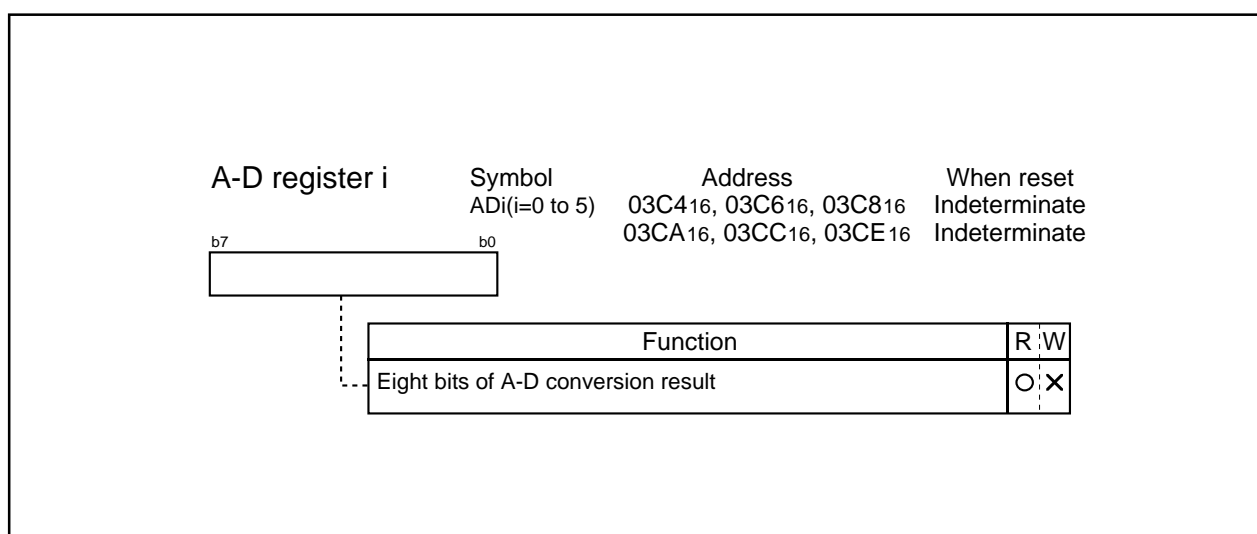 A-D register i Symbol Address When reset
ADi(i=0 to 5) 03C416, 03C616, 03C816 Indeterminate
03CA16, 03CC16, 03CE16 Indeterminate
b7 b0
Function R W
Eight bits of A-D conversion result O X